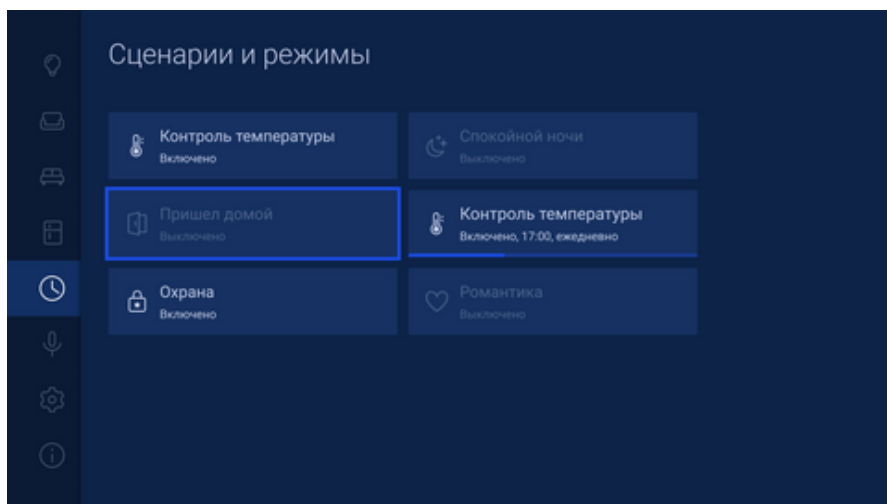 Сценарии и режимы
Контроль температуры
Включено
Спокойной ночи
Выключено
Пришел домой
Выключено
Контроль температуры
Включено, 17:00, ежедневно
Охрана
Включено
Романтика
Выключено